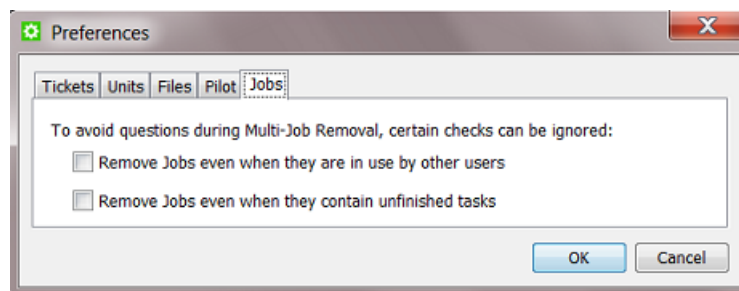 Preferences
Tickets Units Files Pilot Jobs
To avoid questions during Multi-Job Removal, certain checks can be ignored:
Remove Jobs even when they are in use by other users
Remove Jobs even when they contain unfinished tasks
OK Cancel